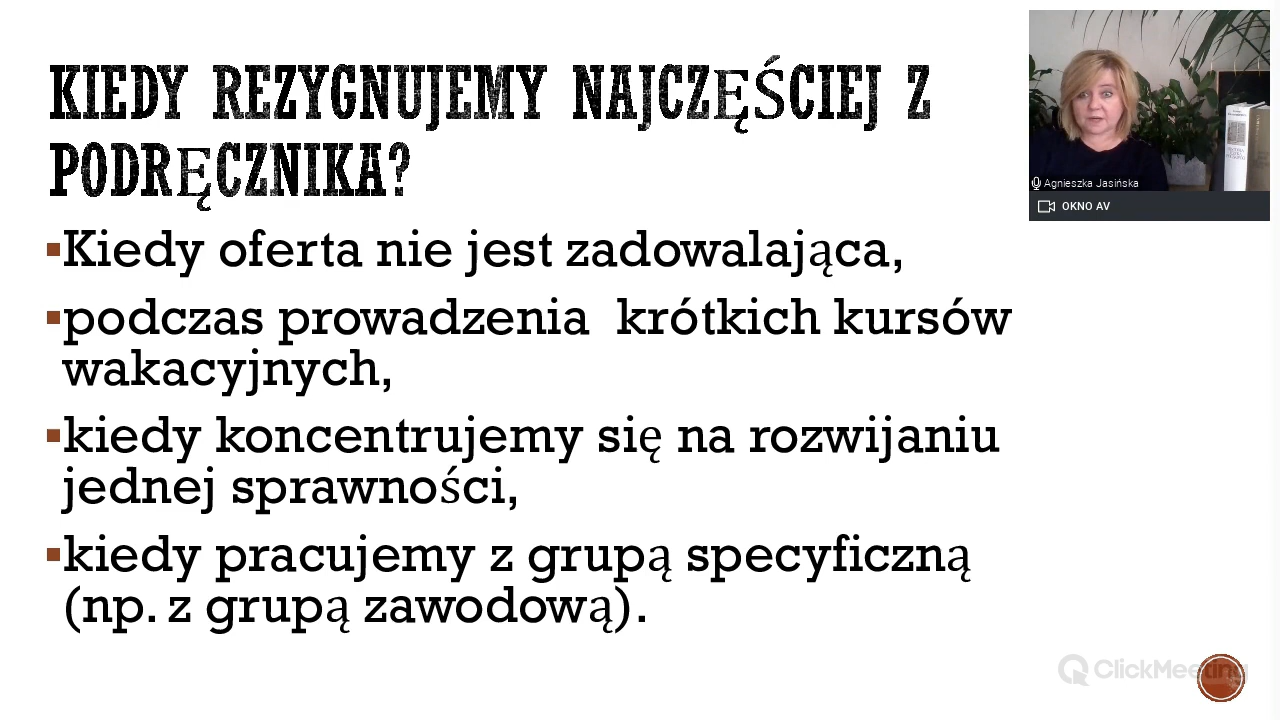 KIEDY REZYGNUJEMY NAJCZĘŚCIEJ Z
PODRĘCZNIKA?
▪Kiedy oferta nie jest zadowalająca,
▪podczas prowadzenia  krótkich kursów
wakacyjnych,
▪kiedy koncentrujemy się na rozwijaniu
jednej sprawności,
▪kiedy pracujemy z grupą specyficzną
(np. z grupą zawodową).
Agnieszka Jasińska
OKNO AV
ClickMeeting